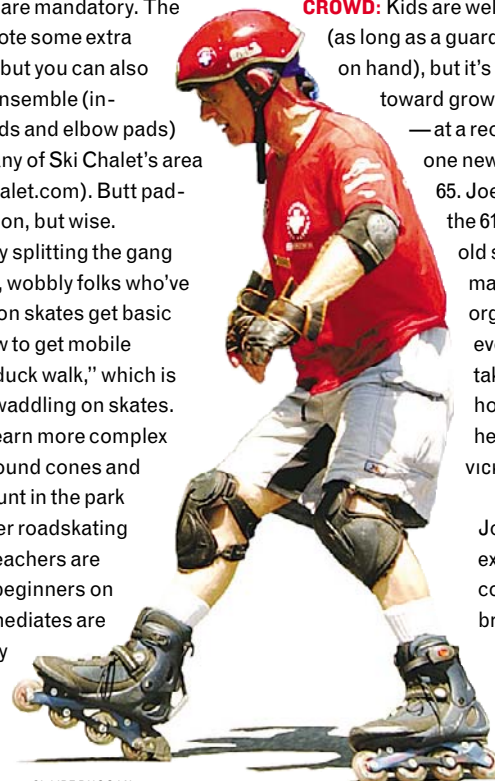 are mandatory. The
ote some extra
but you can also
nsemble (in-
ds and elbow pads)
ny of Ski Chalet's area
alet.com). Butt pad-
on, but wise.
y splitting the gang
, wobbly folks who've
on skates get basic
w to get mobile
duck walk," which is
waddling on skates.
earn more complex
ound cones and
unt in the park
er roadskating
eachers are
beginners on
mediates are
y
CROWD: Kids are wel
(as long as a guard
on hand), but it's
toward grow
—at a rec
one new
65. Joe
the 61
old s
ma
org
eve
tak
ho
he
VICI
Jo
ex
co
br